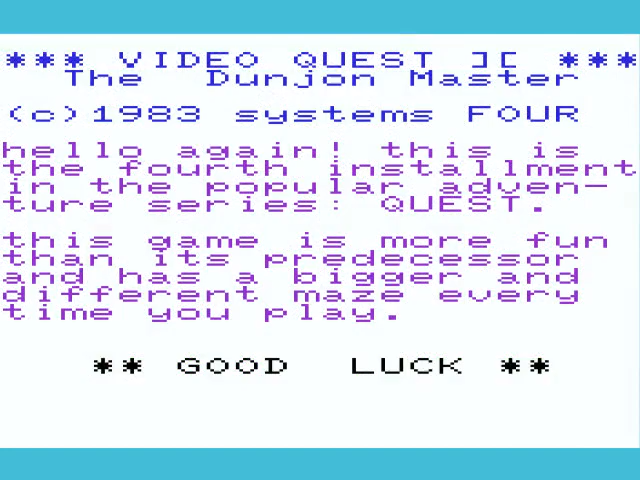 *** VIDEO QUEST ][ ***
The Dunjon Master
(c)1983 systems FOUR
hello again! this is
the fourth installment
in the popular adven-
ture series: QUEST.
this game is more fun
than its predecessor
and has a bigger and
different maze every
time you play.
** GOOD LUCK **